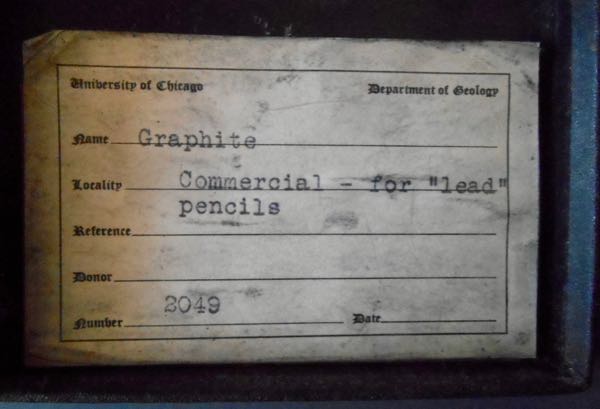 University of Chicago Department of Geology
Name Graphite
Locality Commercial - for "lead"
pencils
Reference
Donor
2049
Number Date